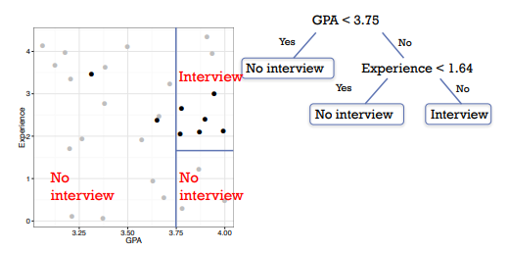 GPA < 3.75
Yes
No
No interview
Experience < 1.64
Yes
No
No interview
Interview
Experience
4
3
2
1
0
Interview
No
interview
No
interview
3.25
3.50
3.75
4.00
GPA